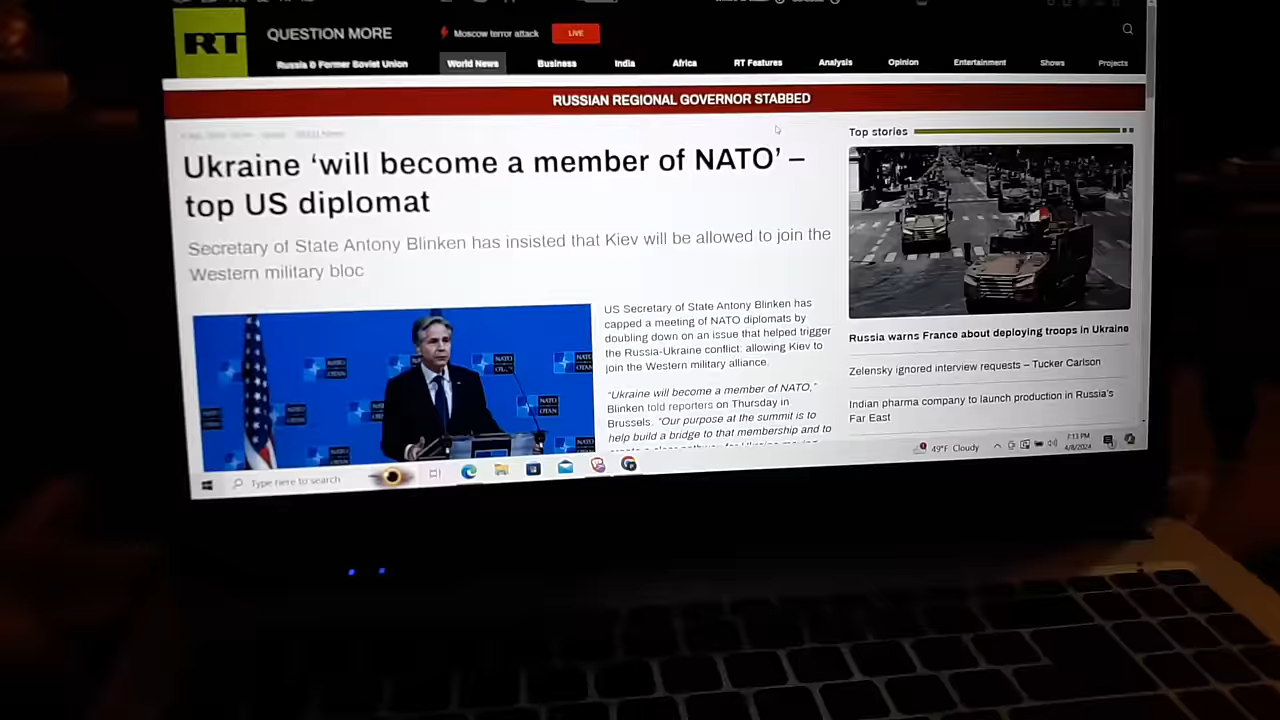 RT
QUESTION MORE
Moscow terror attack
LIVE
Russia & Former Soviet Union
World News
Business
India
Africa
RT Features
Analysis
Opinion
Entertainment
Shows
Projects
RUSSIAN REGIONAL GOVERNOR STABBED
Ukraine ‘will become a member of NATO’ –
top US diplomat
Secretary of State Antony Blinken has insisted that Kiev will be allowed to join the
Western military bloc
NATO
OTAN
US Secretary of State Antony Blinken has
capped a meeting of NATO diplomats by
doubling down on an issue that helped trigger
the Russia-Ukraine conflict: allowing Kiev to
join the Western military alliance.
“Ukraine will become a member of NATO,”
Blinken told reporters on Thursday in
Brussels. “Our purpose at the summit is to
help build a bridge to that membership and to
Top stories
Russia warns France about deploying troops in Ukraine
Zelensky ignored interview requests – Tucker Carlson
Indian pharma company to launch production in Russia's
Far East
Type here to search
49°F Cloudy
7:13 PM
4/8/2024